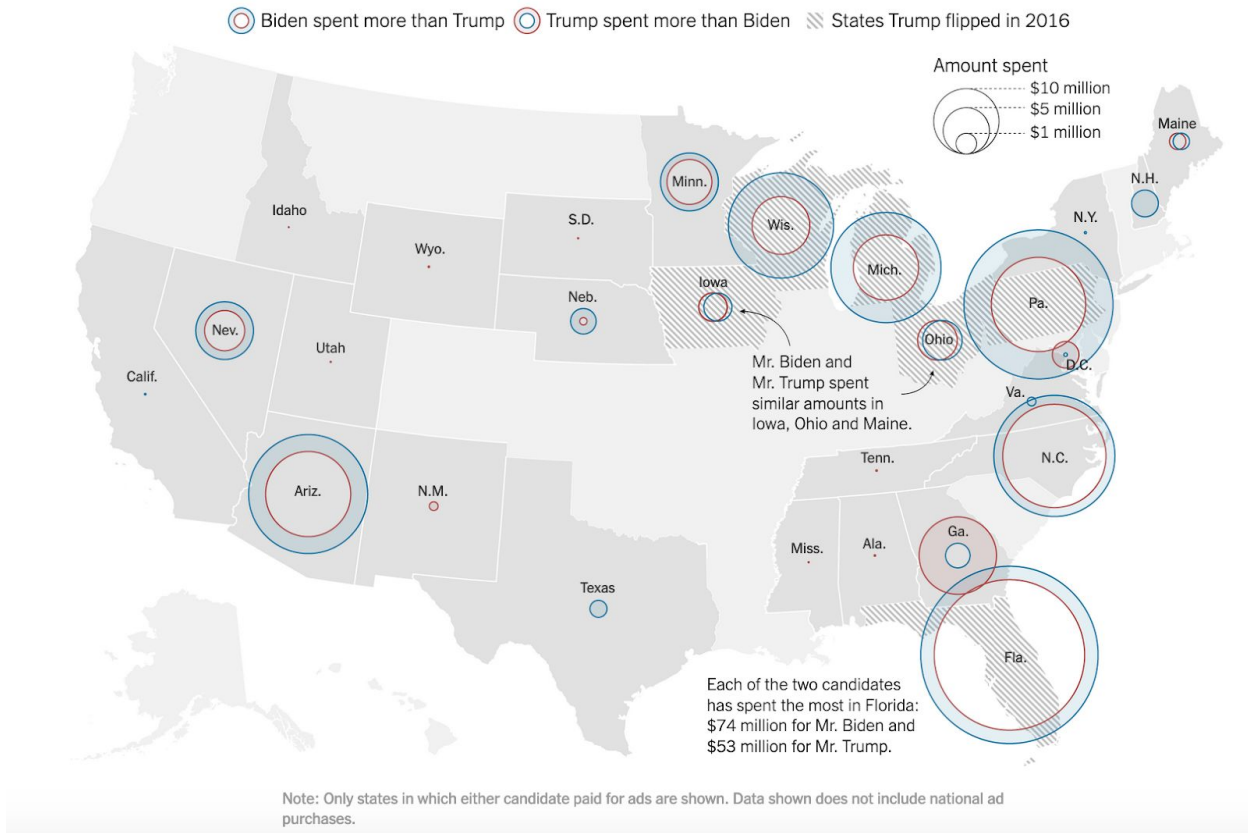 Biden spent more than Trump
Trump spent more than Biden
States Trump flipped in 2016
Amount spent
$10 million
$5 million
$1 million
Maine
N.H.
Minn.
Idaho
S.D.
N.Y.
Wis.
Wyo.
Mich.
Iowa
Neb.
Pa.
Nev.
Ohio
Utah
D.C.
Calif.
Mr. Biden and
Mr. Trump spent
similar amounts in
Iowa, Ohio and Maine.
Va.
Tenn.
N.C.
Ariz.
N.M.
Ga.
Miss.
Ala.
Texas
Fla.
Each of the two candidates
has spent the most in Florida:
$74 million for Mr. Biden and
$53 million for Mr. Trump.
Note: Only states in which either candidate paid for ads are shown. Data shown does not include national ad
purchases.